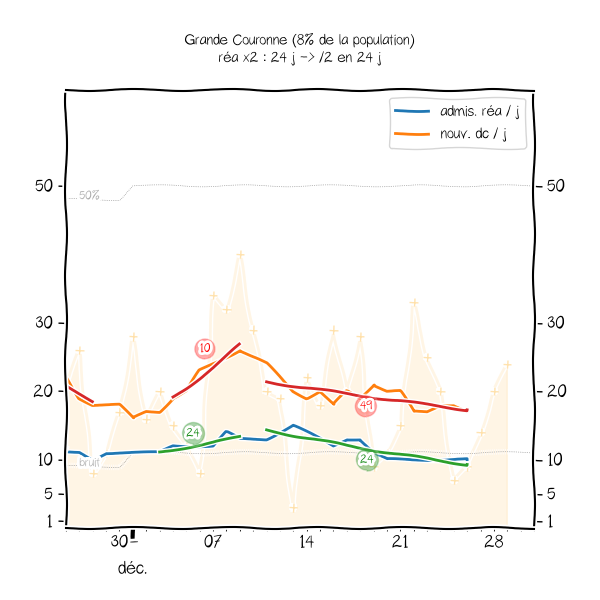 Grande Couronne (8% de la population)
réa x2 : 24 j -> /2 en 24 j
admis. réa / j
nouv. dc / j
50 50
50%
30 30
10
20 20
49
24
24
bruit
10 10
5 5
1 1
30 07 14 21 28
déc.